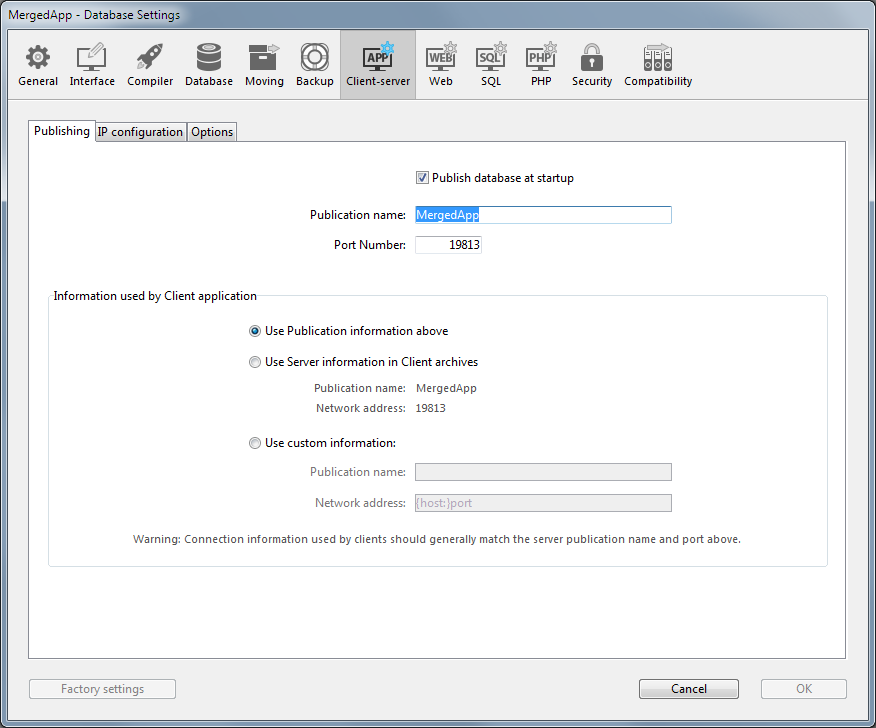 MergedApp - Database Settings
General Interface Compiler Database Moving Backup Client-server Web SQL PHP Security Compatibility
APP WEB SQL PHP
Publishing IP configuration Options
Publish database at startup
Publication name: MergedApp
Port Number: 19813
Information used by Client application
Use Publication information above
Use Server information in Client archives
Publication name: MergedApp
Network address: 19813
Use custom information:
Publication name:
Network address: {host:}port
Warning: Connection information used by clients should generally match the server publication name and port above.
Factory settings Cancel OK